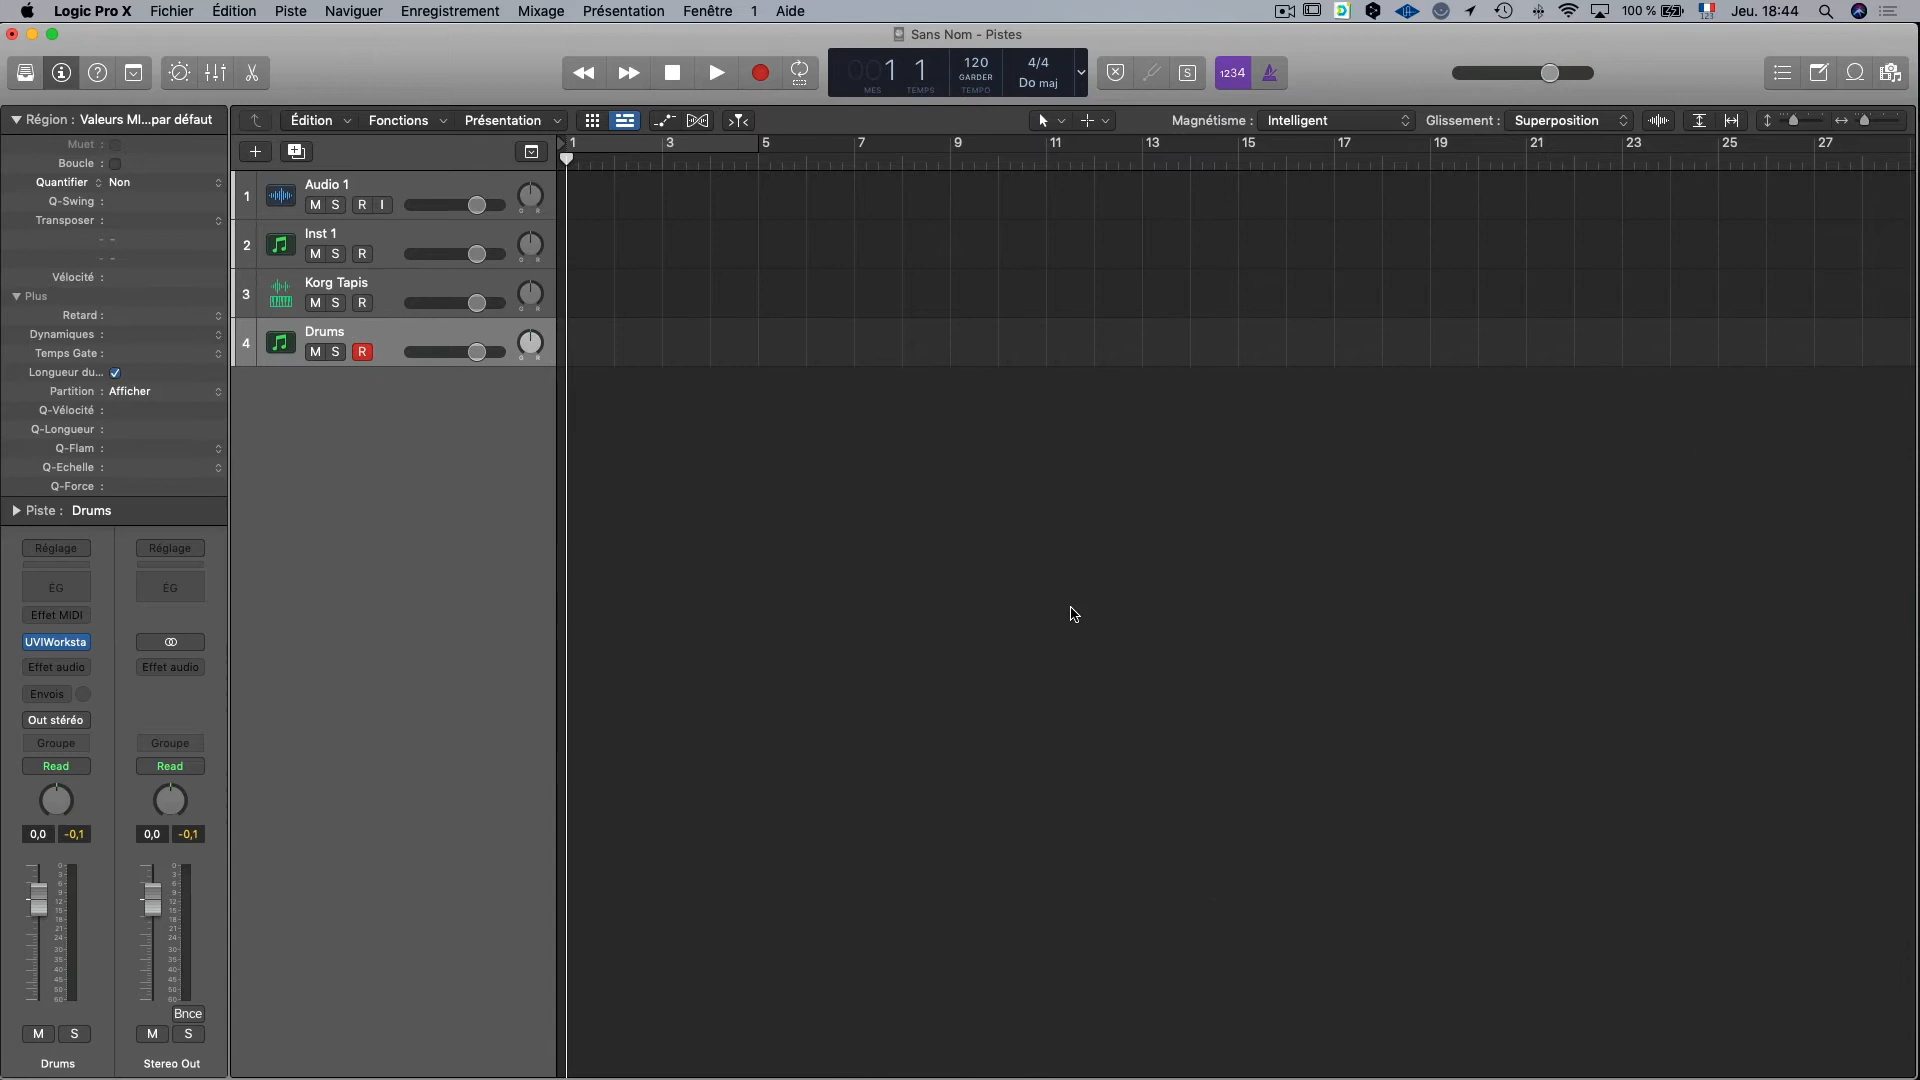 Logic Pro X Fichier Édition Piste Naviguer Enregistrement Mixage Présentation Fenêtre 1 Aide 100 % 123 Jeu. 18:44
Sans Nom - Pistes
001 1 MES TEMPS 120 GARDER TEMPO 4/4 Do maj S 1234
Région : Valeurs MI...par défaut
Édition Fonctions Présentation Magnétisme : Intelligent Glissement : Superposition
1 3 5 7 9 11 13 15 17 19 21 23 25 27
Muet :
Boucle :
Quantifier Non
Q-Swing :
Transposer :
Vélocité :
Plus
Retard :
Dynamiques :
Temps Gate :
Longueur du... :
Partition : Afficher
Q-Vélocité :
Q-Longueur :
Q-Flam :
Q-Echelle :
Q-Force :
1 Audio 1
M S R I
2 Inst 1
M S R
3 Korg Tapis
M S R
4 Drums
M S R
Piste : Drums
Réglage Réglage
ÉG ÉG
Effet MIDI
UVIWorksta
Effet audio Effet audio
Envois
Out stéréo
Groupe Groupe
Read Read
0,0 -0,1 0,0 -0,1
Bnce
M S M S
Drums Stereo Out